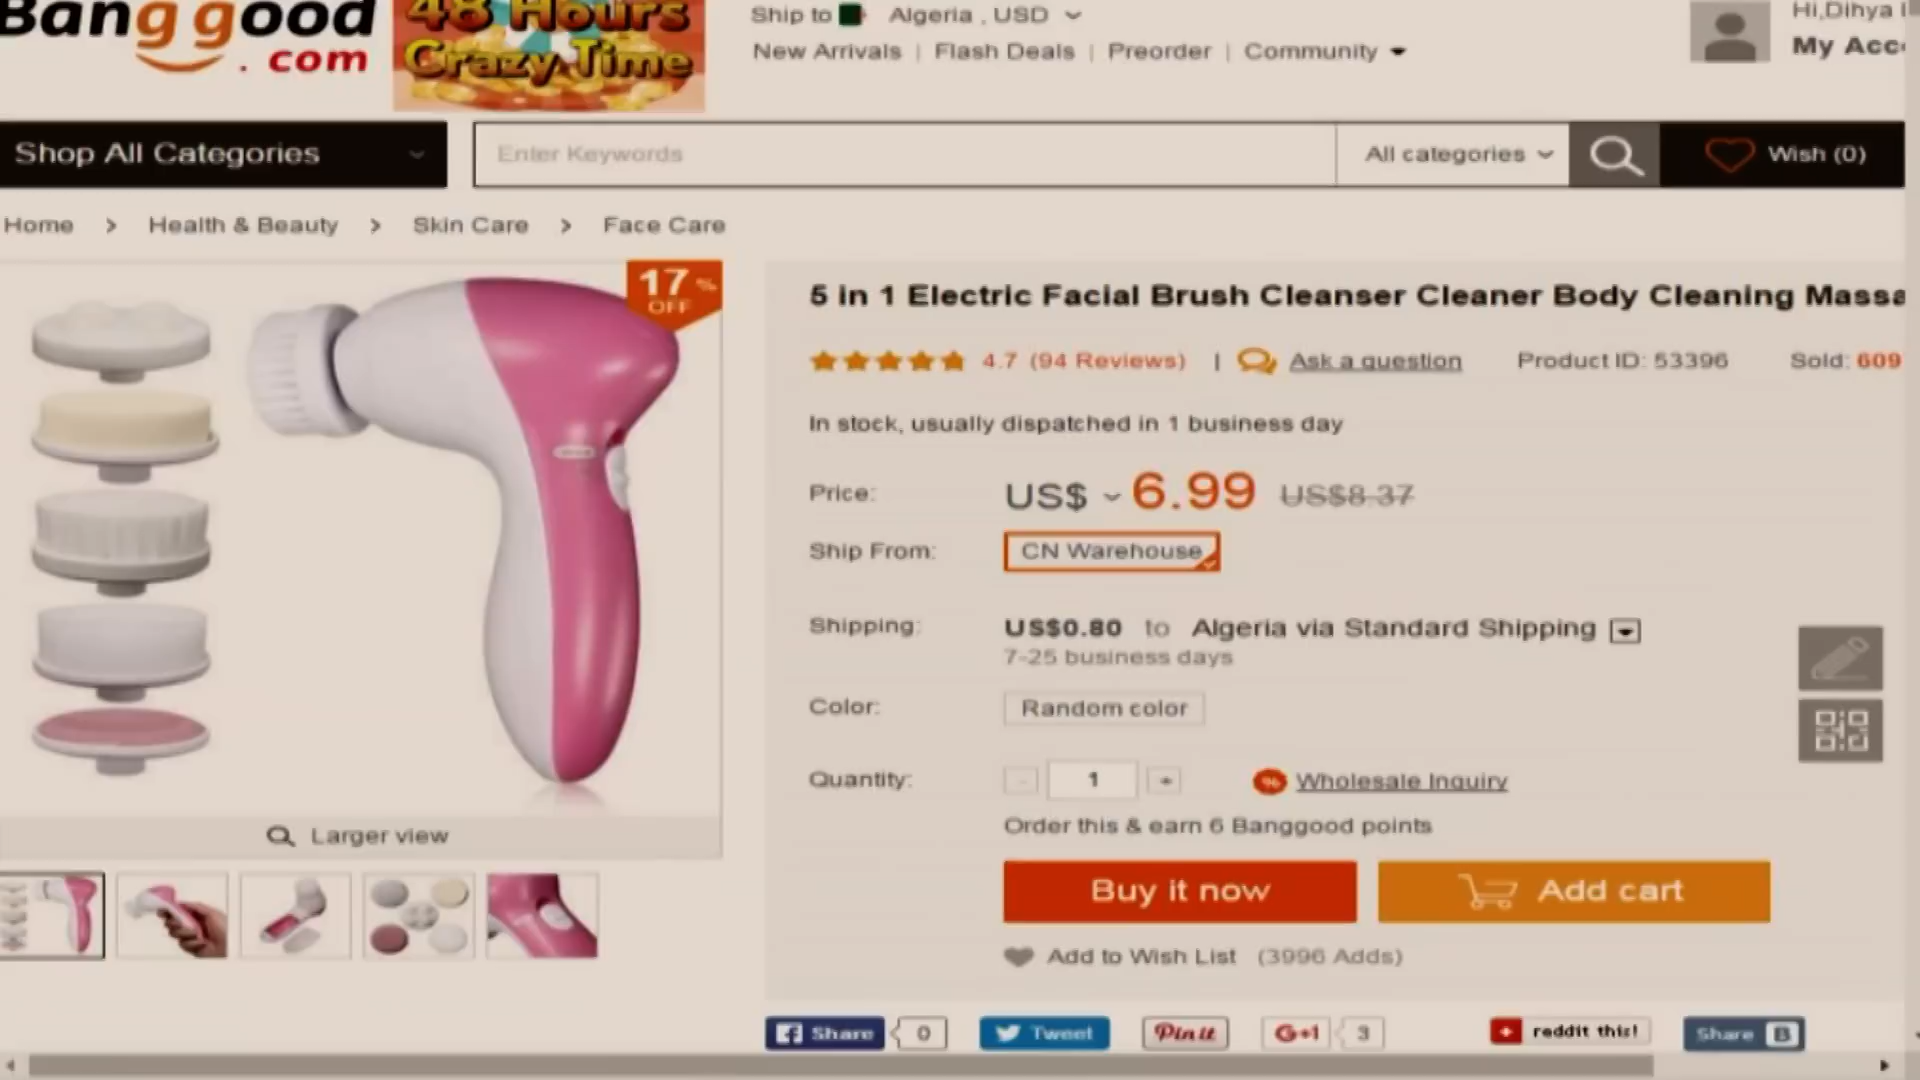 Banggood
.com
48 Hours
Crazy Time
Ship to Algeria , USD
New Arrivals | Flash Deals | Preorder | Community
Hi,Dihya
My Acc
Shop All Categories
Enter Keywords
All categories
Wish (0)
Home > Health & Beauty > Skin Care > Face Care
17 %
OFF
5 in 1 Electric Facial Brush Cleanser Cleaner Body Cleaning Massa
4.7 (94 Reviews) | Ask a question Product ID: 53396 Sold: 609
In stock, usually dispatched in 1 business day
Price: US$ 6.99 US$8.37
Ship From: CN Warehouse
Shipping: US$0.80 to Algeria via Standard Shipping
7-25 business days
Color: Random color
Quantity: - 1 + % Wholesale Inquiry
Order this & earn 6 Banggood points
Larger view
Buy it now
Add cart
Add to Wish List (3996 Adds)
Share 0
Tweet
Pin it
G+1 3
reddit this!
Share B